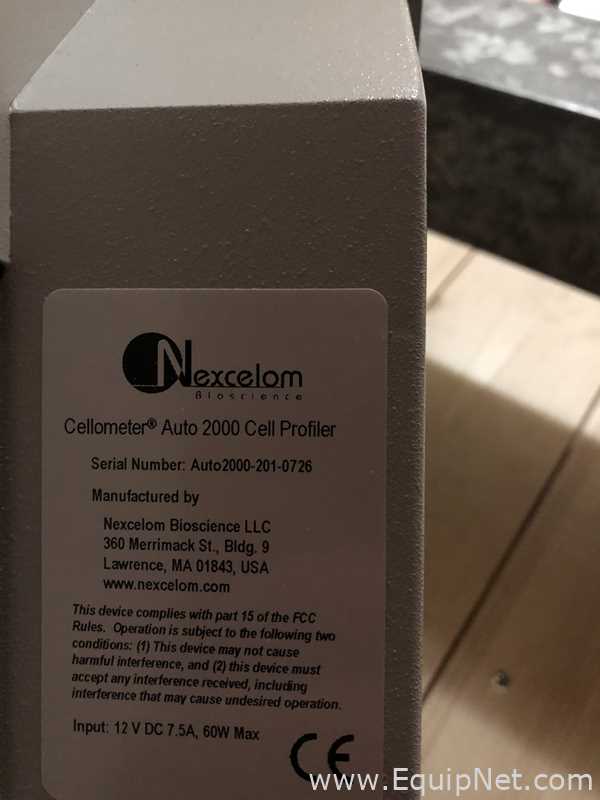 Nexcelom
Bioscience
Cellometer® Auto 2000 Cell Profiler
Serial Number: Auto2000-201-0726
Manufactured by
Nexcelom Bioscience LLC
360 Merrimack St., Bldg. 9
Lawrence, MA 01843, USA
www.nexcelom.com
This device complies with part 15 of the FCC
Rules. Operation is subject to the following two
conditions: (1) This device may not cause
harmful interference, and (2) this device must
accept any interference received, including
interference that may cause undesired operation.
Input: 12 V DC 7.5A, 60W Max
CE
www.EquipNet.com